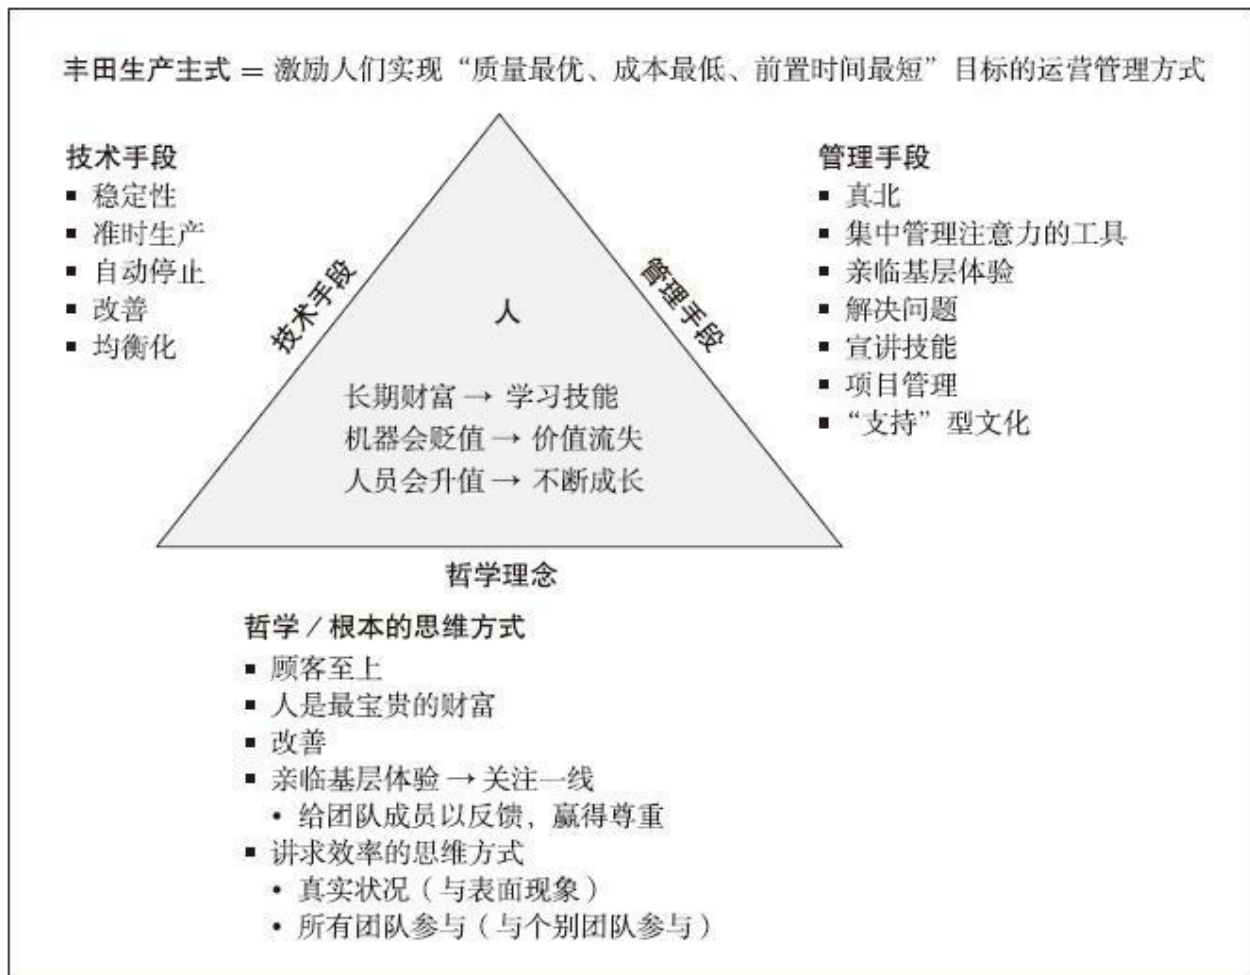 丰田生产主式 = 激励人们实现“质量最优、成本最低、前置时间最短”目标的运营管理方式
技术手段
▪ 稳定性
▪ 准时生产
▪ 自动停止
▪ 改善
▪ 均衡化
管理手段
▪ 真北
▪ 集中管理注意力的工具
▪ 亲临基层体验
▪ 解决问题
▪ 宣讲技能
▪ 项目管理
▪ “支持”型文化
技术手段
管理手段
人
长期财富 → 学习技能
机器会贬值 → 价值流失
人员会升值 → 不断成长
哲学理念
哲学 / 根本的思维方式
▪ 顾客至上
▪ 人是最宝贵的财富
▪ 改善
▪ 亲临基层体验 → 关注一线
• 给团队成员以反馈，赢得尊重
▪ 讲求效率的思维方式
• 真实状况（与表面现象）
• 所有团队参与（与个别团队参与）